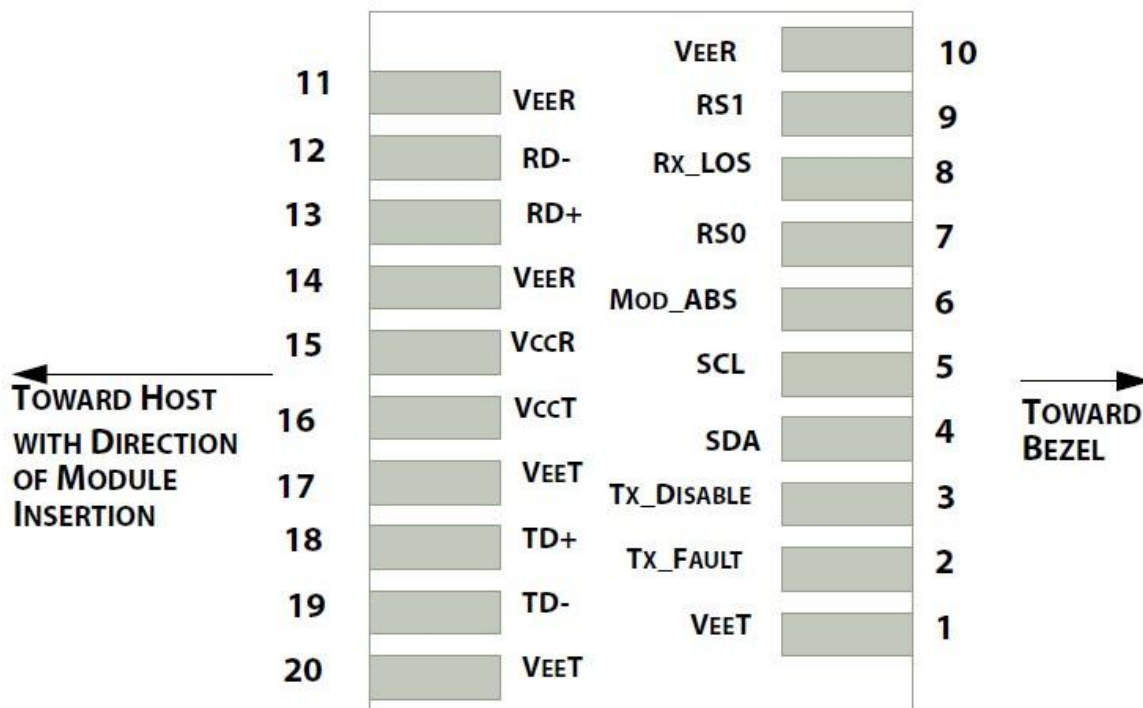 VEER 10
11 VEER
RS1 9
12 RD-
RX_LOS 8
13 RD+
RS0 7
14 VEER
MOD_ABS 6
15 VCCR
SCL 5
16 VCCT
SDA 4
17 VEET
TX_DISABLE 3
18 TD+
TX_FAULT 2
19 TD-
VEET 1
20 VEET
TOWARD HOST
WITH DIRECTION
OF MODULE
INSERTION
TOWARD
BEZEL